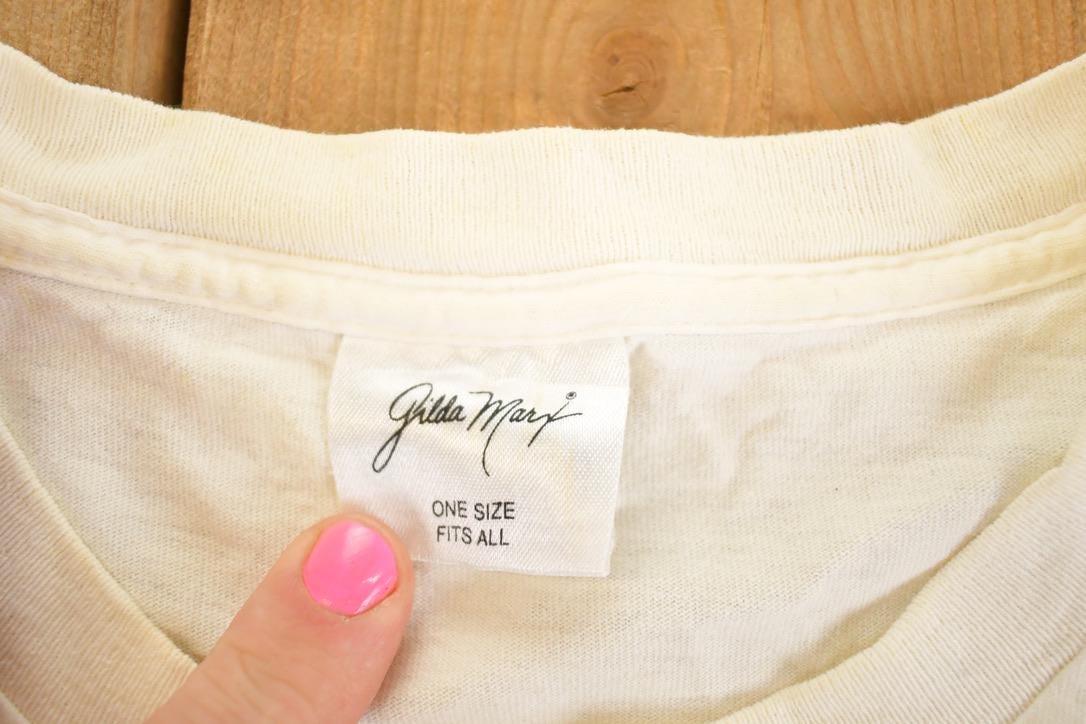 Gilda Marx®
ONE SIZE
FITS ALL